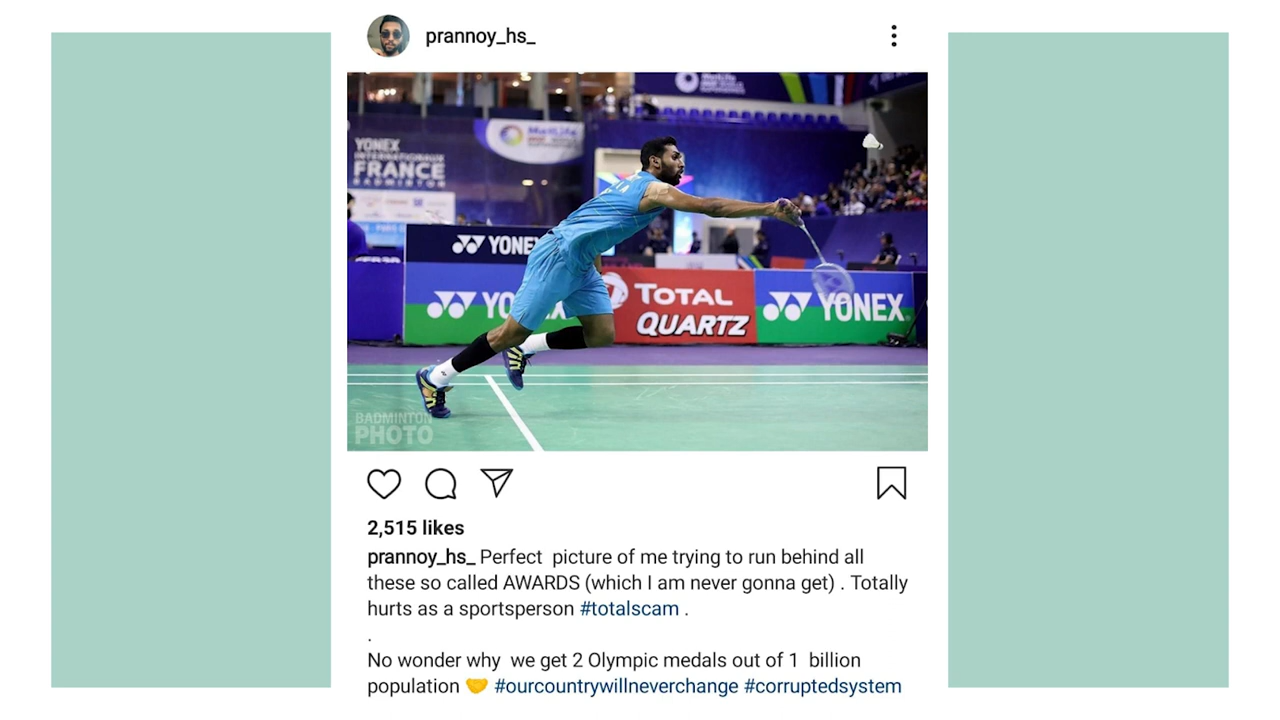 prannoy_hs_
MetLife
YONEX
INTERNATIONAUX
FRANCE
BADMINTON
YONEX
TOTAL
QUARTZ
YONEX
BADMINTON
PHOTO
2,515 likes
prannoy_hs_ Perfect picture of me trying to run behind all
these so called AWARDS (which I am never gonna get) . Totally
hurts as a sportsperson #totalscam .
.
No wonder why we get 2 Olympic medals out of 1 billion
population 🤝 #ourcountrywillneverchange #corruptedsystem